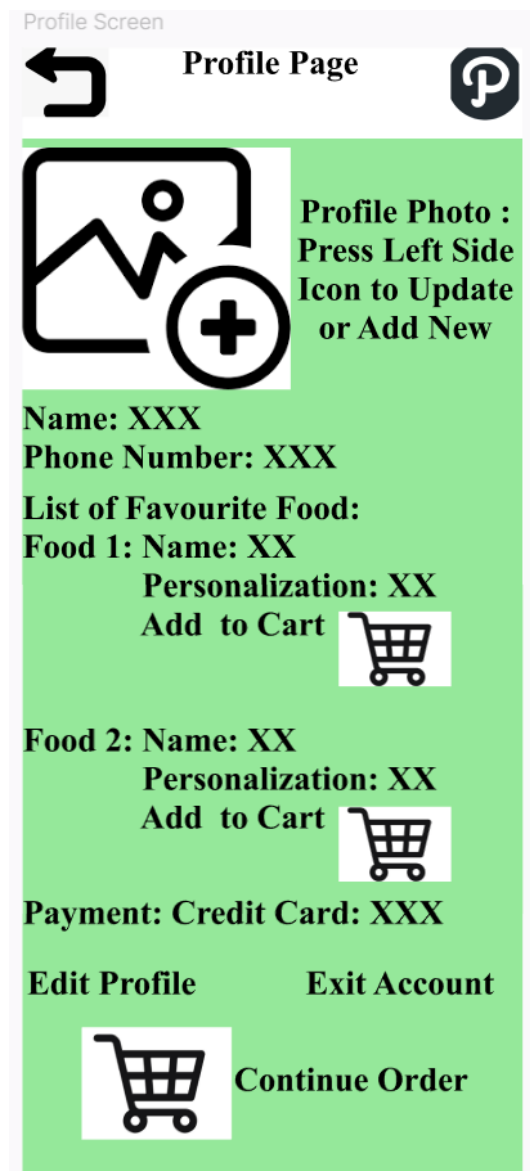 Profile Screen
Profile Page
Profile Photo :
Press Left Side
Icon to Update
or Add New
Name: XXX
Phone Number: XXX
List of Favourite Food:
Food 1: Name: XX
Personalization: XX
Add to Cart
Food 2: Name: XX
Personalization: XX
Add to Cart
Payment: Credit Card: XXX
Edit Profile Exit Account
Continue Order